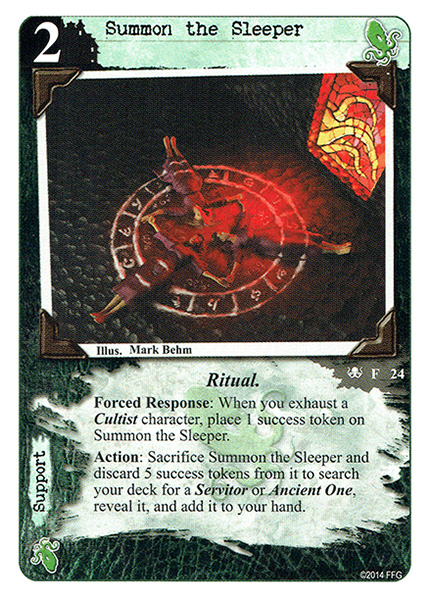 2
Summon the Sleeper
Illus. Mark Behm
F 24
Ritual.
Forced Response: When you exhaust a
Cultist character, place 1 success token on
Summon the Sleeper.
Action: Sacrifice Summon the Sleeper and
discard 5 success tokens from it to search
your deck for a Servitor or Ancient One,
reveal it, and add it to your hand.
Support
©2014 FFG